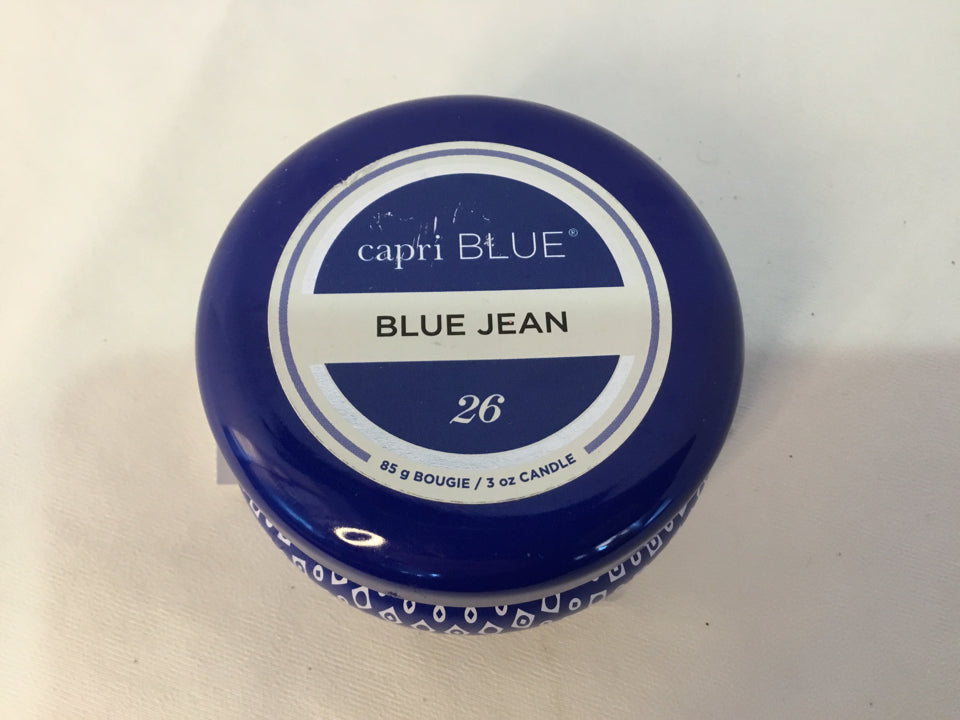 capri BLUE®
BLUE JEAN
26
85 g BOUGIE / 3 oz CANDLE